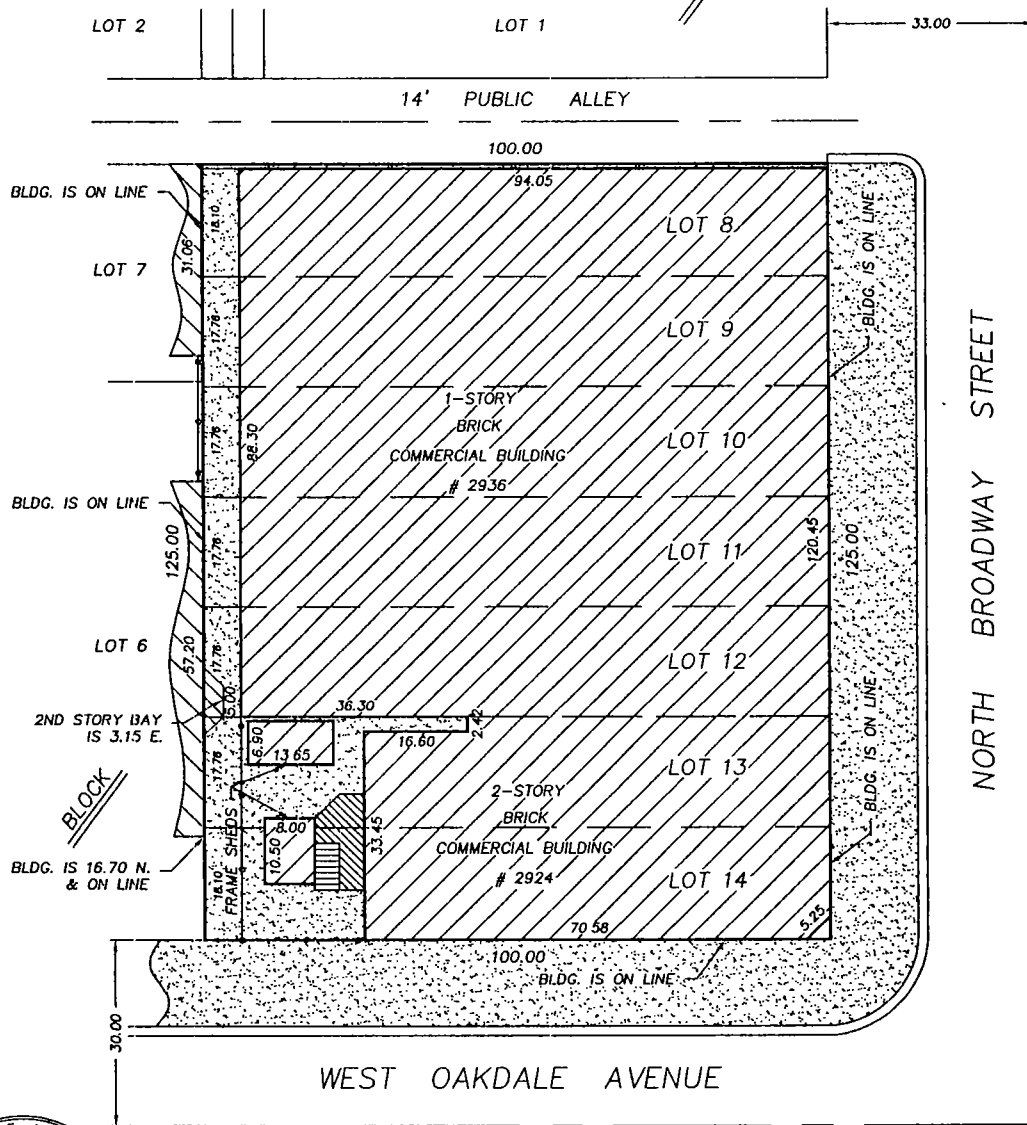 LOT 2
LOT 1
33.00
14' PUBLIC ALLEY
100.00
94.05
BLDG. IS ON LINE
18.10
LOT 8
31.06
LOT 7
BLDG. IS ON LINE
17.76
LOT 9
NORTH BROADWAY STREET
1-STORY
BRICK
COMMERCIAL BUILDING
# 2936
17.76
88.30
LOT 10
BLDG. IS ON LINE
125.00
17.76
LOT 11
120.45
125.00
LOT 6
57.20
17.76
LOT 12
5.00
36.30
2ND STORY BAY
IS 3.15 E.
2.42
16.60
6.90
13.65
17.76
LOT 13
BLDG. IS ON LINE
BLOCK
2-STORY
BRICK
COMMERCIAL BUILDING
# 2924
8.00
33.45
10.50
FRAME SHEDS
BLDG. IS 16.70 N.
& ON LINE
18.10
LOT 14
70.58
5.25
100.00
BLDG. IS ON LINE
30.00
WEST OAKDALE AVENUE